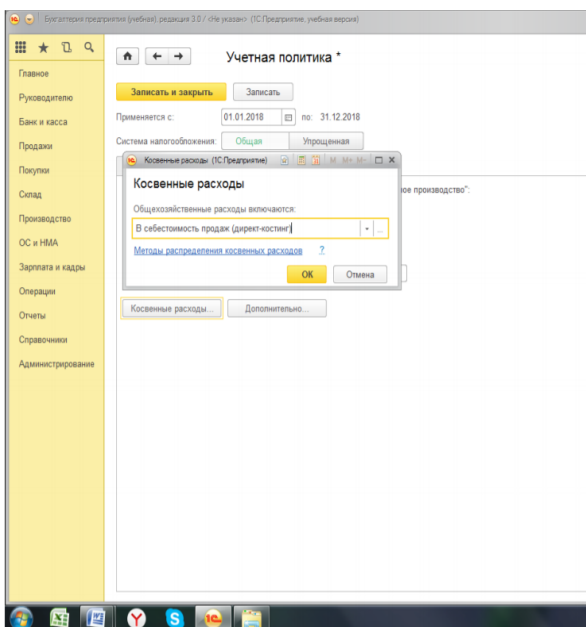 Бухгалтерия предприятия (учебная), редакция 3.0 / <Не указан> (1С:Предприятие, учебная версия)
Главное
Руководителю
Банк и касса
Продажи
Покупки
Склад
Производство
ОС и НМА
Зарплата и кадры
Операции
Отчеты
Справочники
Администрирование
Учетная политика *
Записать и закрыть Записать
Применяется с: 01.01.2018 по: 31.12.2018
Система налогообложения: Общая Упрощенная
Косвенные расходы (1С:Предприятие) M M+ M-
Косвенные расходы
ное производство":
Общехозяйственные расходы включаются:
В себестоимость продаж (директ-костинг)
Методы распределения косвенных расходов ?
ОК Отмена
Косвенные расходы... Дополнительно...